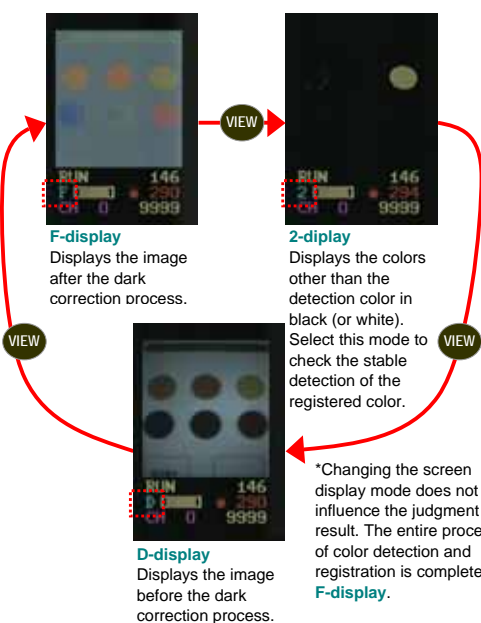 VIEW
RUN 146
F 290
CH 0 9999
RUN 146
2 294
CH 0 9999
F-display
Displays the image
after the dark
correction process.
2-diplay
Displays the colors
other than the
detection color in
black (or white).
Select this mode to
check the stable
detection of the
registered color.
VIEW
VIEW
RUN 146
D 290
CH 0 9999
D-display
Displays the image
before the dark
correction process.
*Changing the screen
display mode does not
influence the judgment
result. The entire proce
of color detection and
registration is complete
F-display.